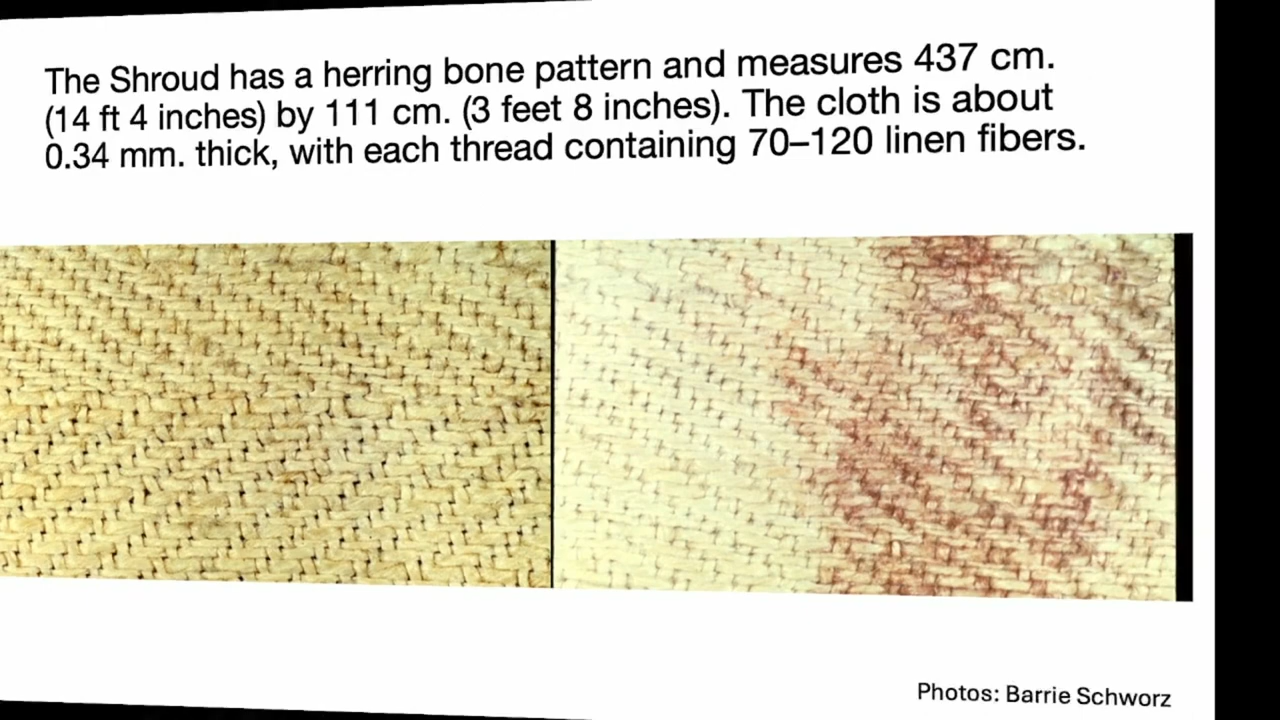 The Shroud has a herring bone pattern and measures 437 cm.
(14 ft 4 inches) by 111 cm. (3 feet 8 inches). The cloth is about
0.34 mm. thick, with each thread containing 70–120 linen fibers.
Photos: Barrie Schworz